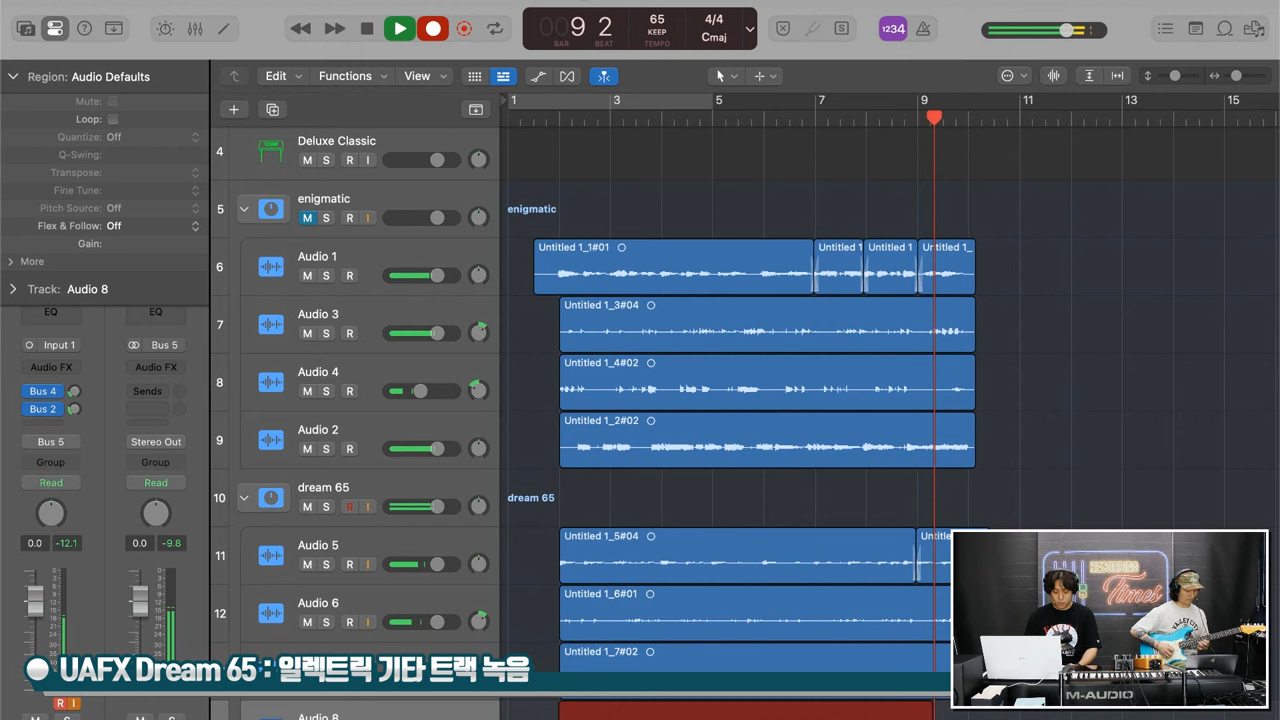 9 2
BAR BEAT
65
KEEP
TEMPO
4/4
Cmaj
S
1234
Region: Audio Defaults
Mute:
Loop:
Quantize: Off
Q-Swing:
Transpose:
Fine Tune:
Pitch Source: Off
Flex & Follow: Off
Gain:
More
Track: Audio 8
EQ EQ
Input 1 Bus 5
Audio FX Audio FX
Bus 4 Sends
Bus 2
Bus 5 Stereo Out
Group Group
Read Read
0.0 -12.1 0.0 -9.8
R I
M S M S
Edit Functions View
1 3 5 7 9 11 13 15
4 Deluxe Classic
M S R I
5 enigmatic
M S R I
enigmatic
6 Audio 1
M S R
Untitled 1_1#01 Untitled 1 Untitled 1 Untitled 1_
7 Audio 3
M S R
Untitled 1_3#04
8 Audio 4
M S R
Untitled 1_4#02
9 Audio 2
M S R
Untitled 1_2#02
10 dream 65
M S R I
dream 65
11 Audio 5
M S R I
Untitled 1_5#04 Untitle
12 Audio 6
M S R I
Untitled 1_6#01
Untitled 1_7#02
Audio 8
Times
M-AUDIO
UAFX Dream 65 : 일렉트릭 기타 트랙 녹음